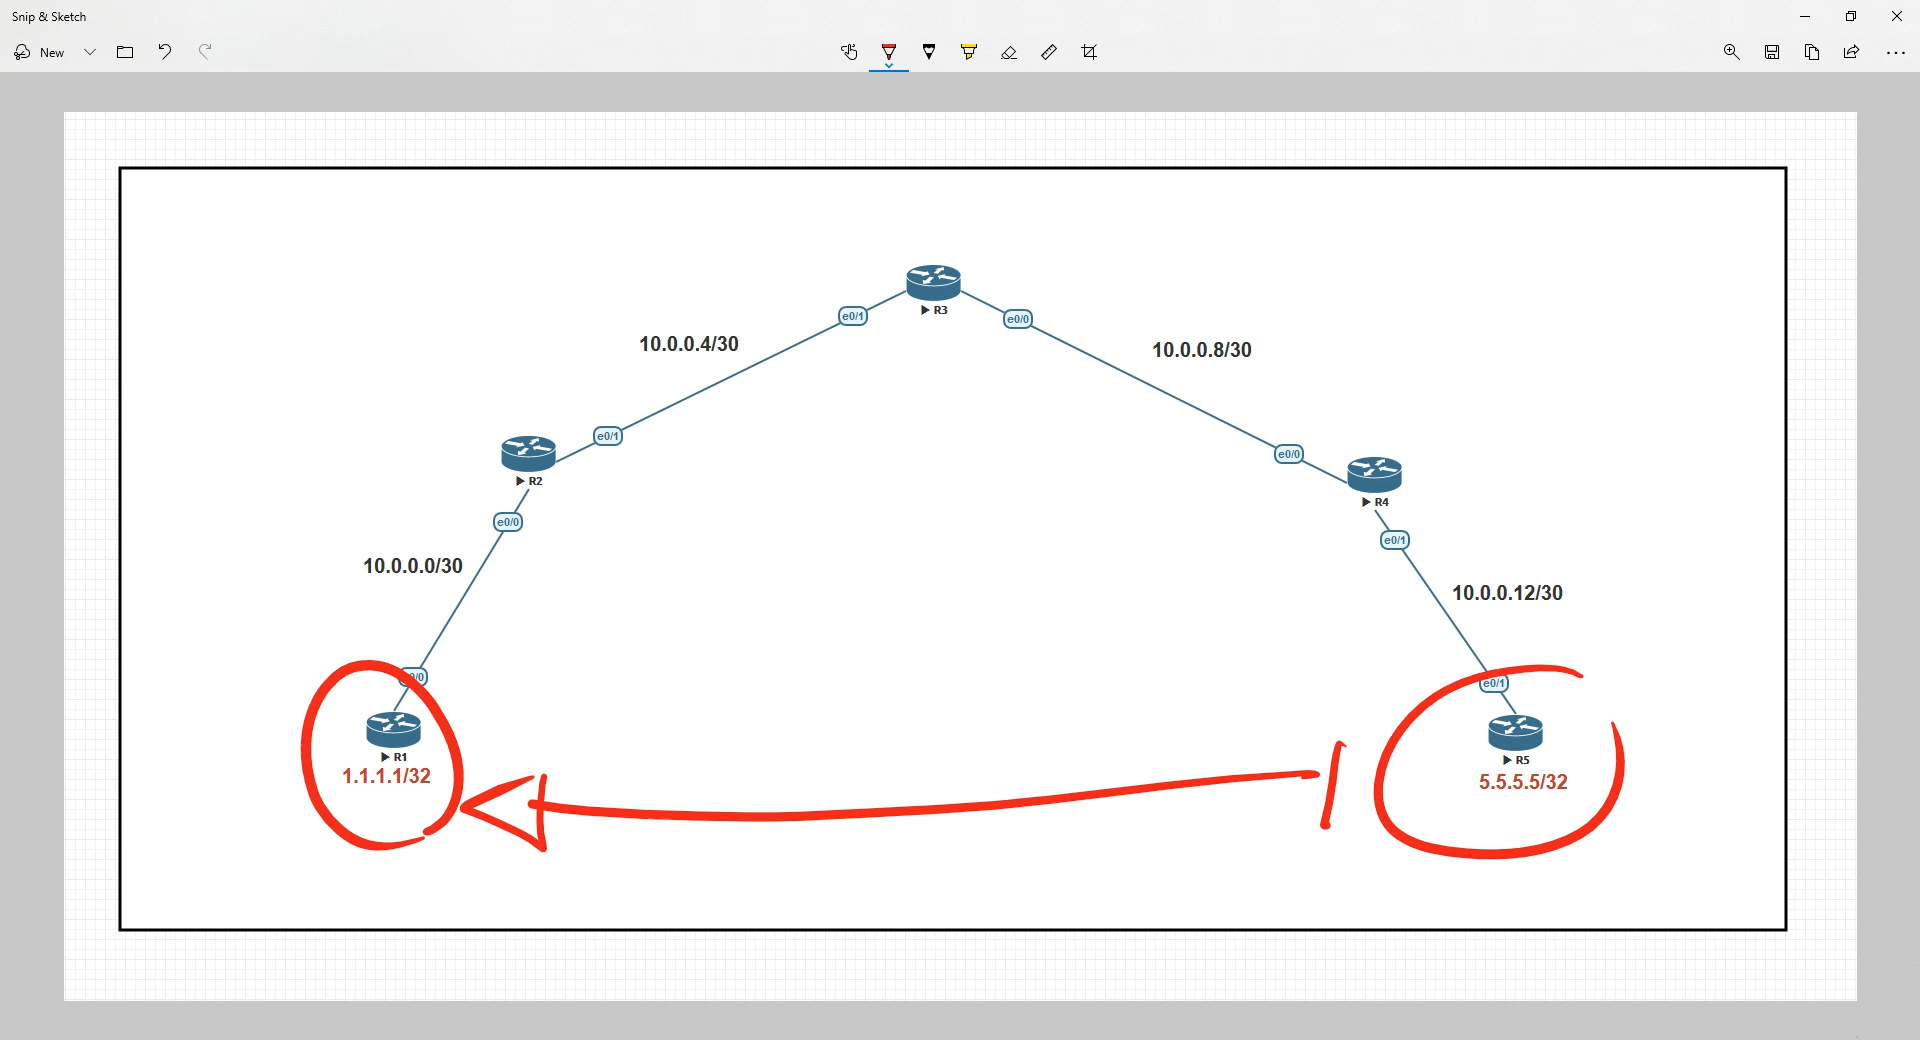 Snip & Sketch
New
R3
e0/1
e0/0
10.0.0.4/30
10.0.0.8/30
e0/1
e0/0
R2
R4
e0/0
e0/1
10.0.0.0/30
10.0.0.12/30
e0/1
R1
1.1.1.1/32
R5
5.5.5.5/32